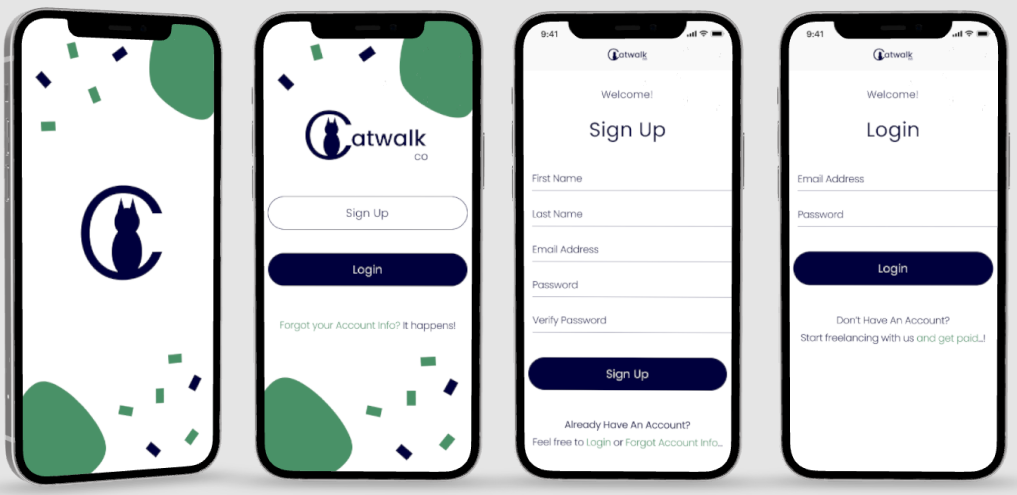 C
Catwalk
co
Sign Up
Login
Forgot your Account Info? It happens!
9:41
Catwalk
co
Welcome!
Sign Up
First Name
Last Name
Email Address
Password
Verify Password
Sign Up
Already Have An Account?
Feel free to Login or Forgot Account Info...
9:41
Catwalk
co
Welcome!
Login
Email Address
Password
Login
Don't Have An Account?
Start freelancing with us and get paid...!